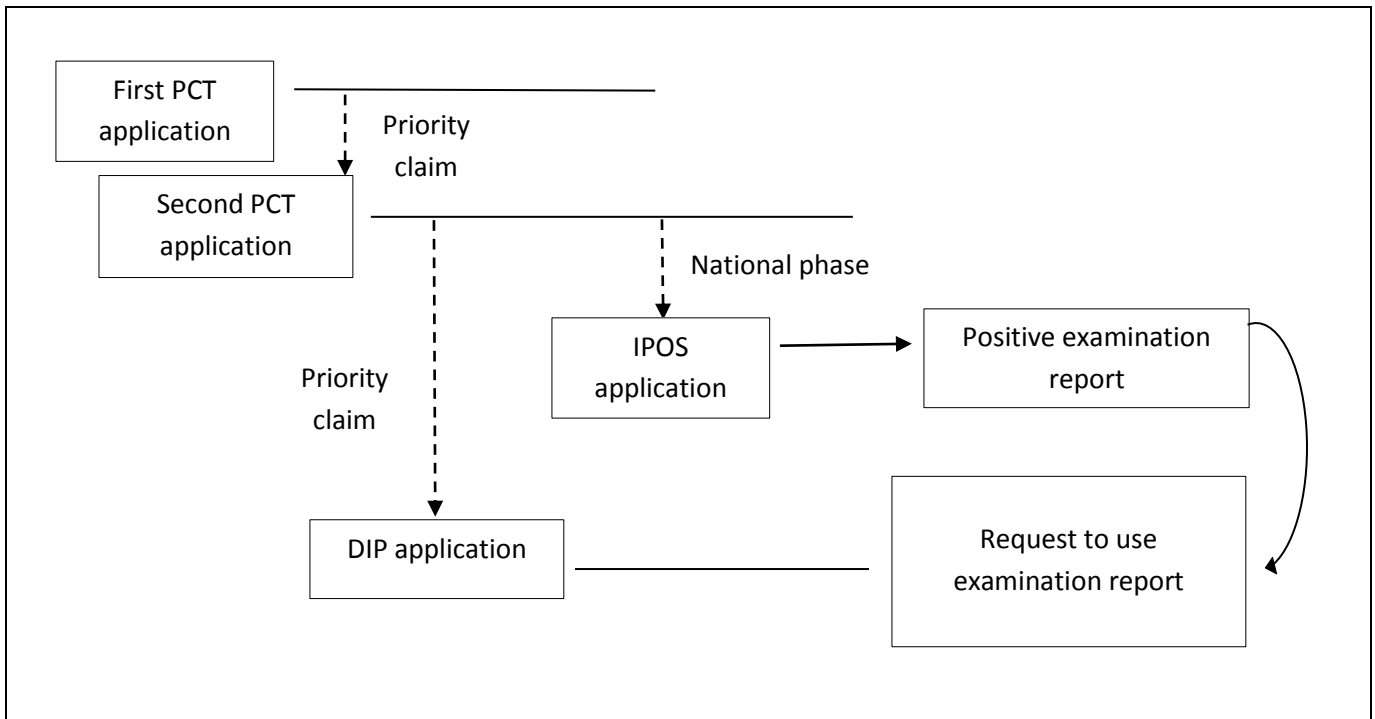 First PCT
application
Priority
claim
Second PCT
application
National phase
IPOS
application
Positive examination
report
Priority
claim
DIP application
Request to use
examination report